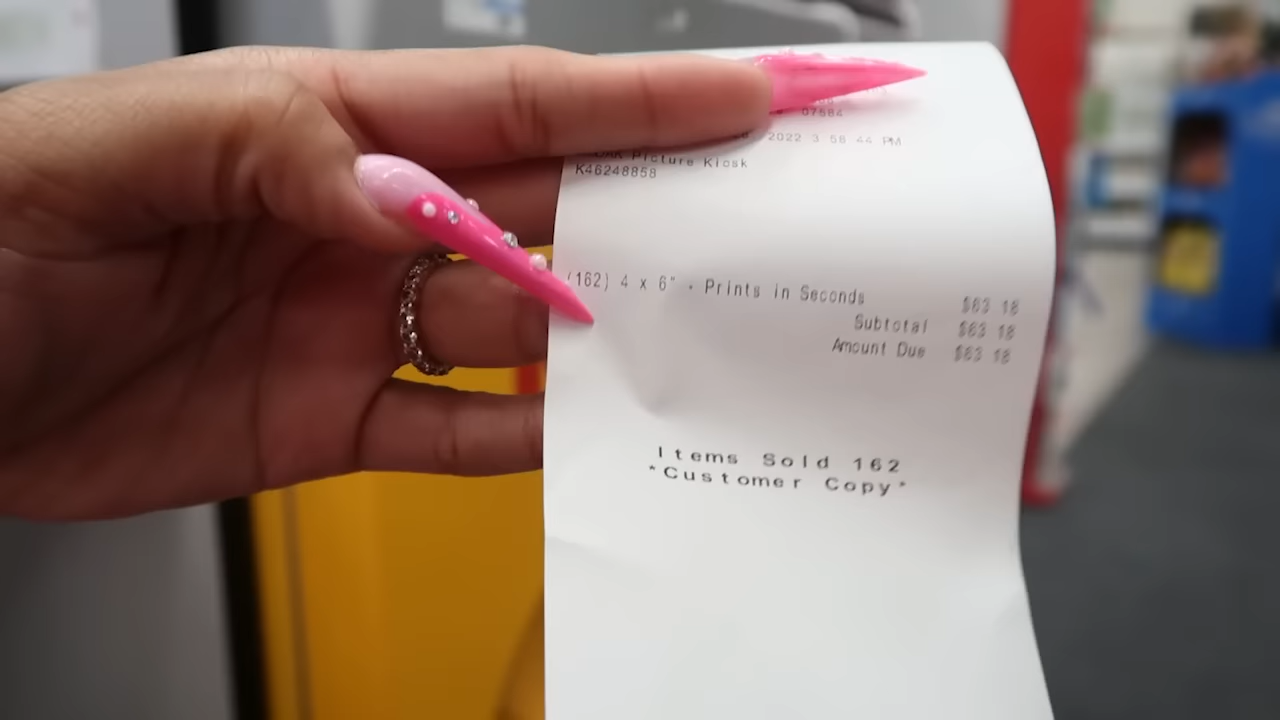 07584
2022 3 58 44 PM
Picture Kiosk
K46248858
(162) 4 x 6" - Prints in Seconds $63 18
Subtotal $63 18
Amount Due $63 18
Items Sold 162
*Customer Copy*